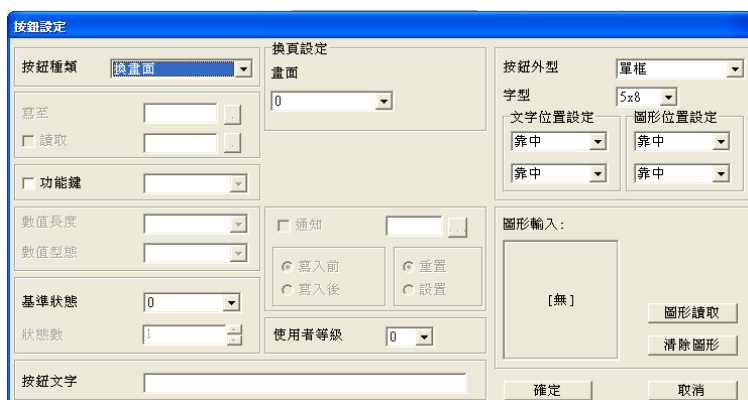 按鈕設定
按鈕種類 換畫面
寫至 .
讀取 .
功能鍵
數值長度
數值型態
基準狀態 0
狀態數 1
按鈕文字
換頁設定
畫面
0
通知 ...
寫入前 重置
寫入後 設置
使用者等級 0
按鈕外型 單框
字型 5x8
文字位置設定 圖形位置設定
靠中 靠中
靠中 靠中
圖形輸入:
[無]
圖形讀取
清除圖形
確定 取消